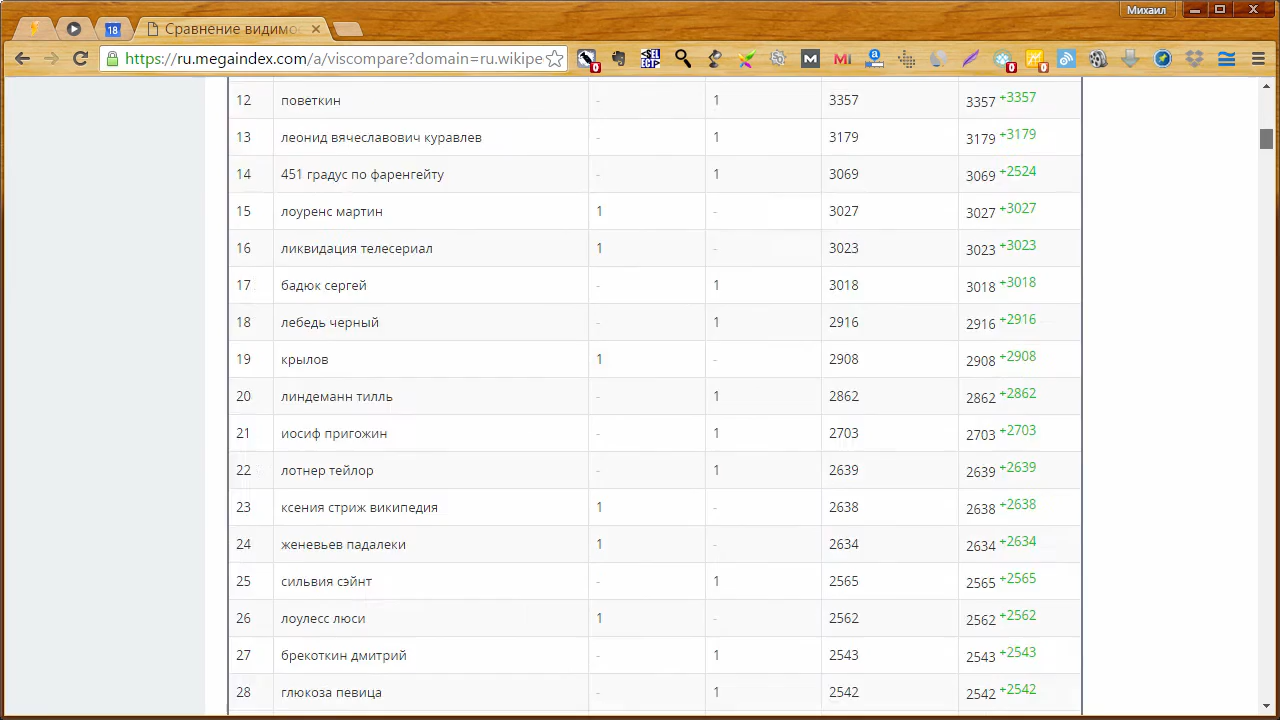 Михаил
18
Сравнение видимо
https://ru.megaindex.com/a/viscompare?domain=ru.wikipe
0
SEL
ECTP
M
MI
a
0
0
12 поветкин - 1 3357 3357 +3357
13 леонид вячеславович куравлев - 1 3179 3179 +3179
14 451 градус по фаренгейту - 1 3069 3069 +2524
15 лоуренс мартин 1 - 3027 3027 +3027
16 ликвидация телесериал 1 - 3023 3023 +3023
17 бадюк сергей - 1 3018 3018 +3018
18 лебедь черный - 1 2916 2916 +2916
19 крылов 1 - 2908 2908 +2908
20 линдеманн тилль - 1 2862 2862 +2862
21 иосиф пригожин - 1 2703 2703 +2703
22 лотнер тейлор - 1 2639 2639 +2639
23 ксения стриж википедия 1 - 2638 2638 +2638
24 женевьев падалеки 1 - 2634 2634 +2634
25 сильвия сэйнт - 1 2565 2565 +2565
26 лоулесс люси 1 - 2562 2562 +2562
27 брекоткин дмитрий - 1 2543 2543 +2543
28 глюкоза певица - 1 2542 2542 +2542